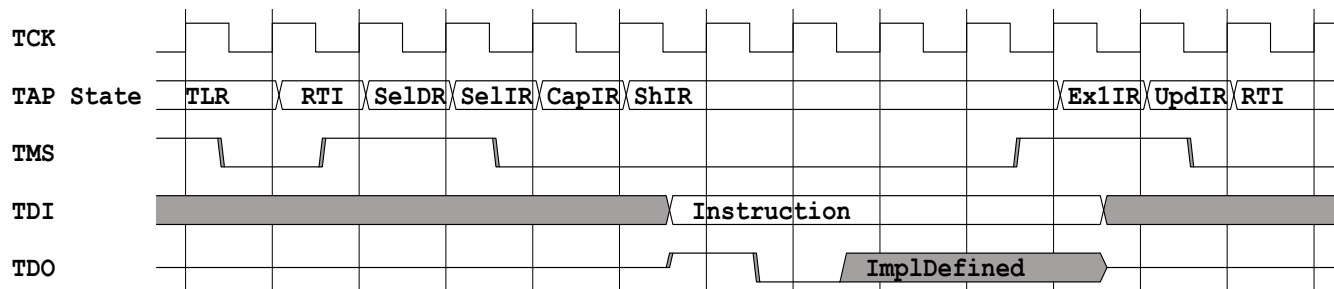 TCK
TAP State TLR RTI SelDR SelIR CapIR ShIR Ex1IR UpdIR RTI
TMS
TDI Instruction
TDO ImplDefined